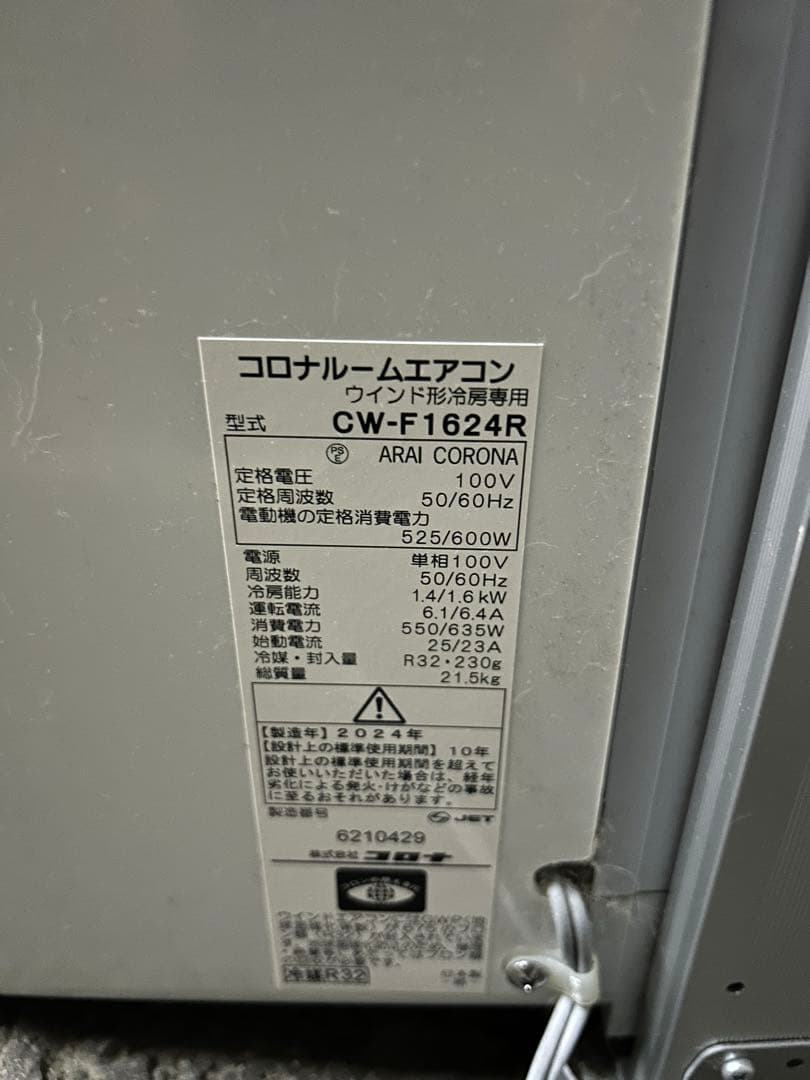 コロナルームエアコン
ウインド形冷房専用
型式 CW-F1624R
PSE ARAI CORONA
定格電圧 100V
定格周波数 50/60Hz
電動機の定格消費電力
525/600W
電源 単相100V
周波数 50/60Hz
冷房能力 1.4/1.6kW
運転電流 6.1/6.4A
消費電力 550/635W
始動電流 25/23A
冷媒・封入量 R32・230g
総質量 21.5kg
【製造年】2024年
【設計上の標準使用期間】10年
設計上の標準使用期間を超えて
お使いいただいた場合は、経年
劣化による発火・けがなどの事故
に至るおそれがあります。
製造番号 JET
6210429
株式会社 コロナ
冷媒R32